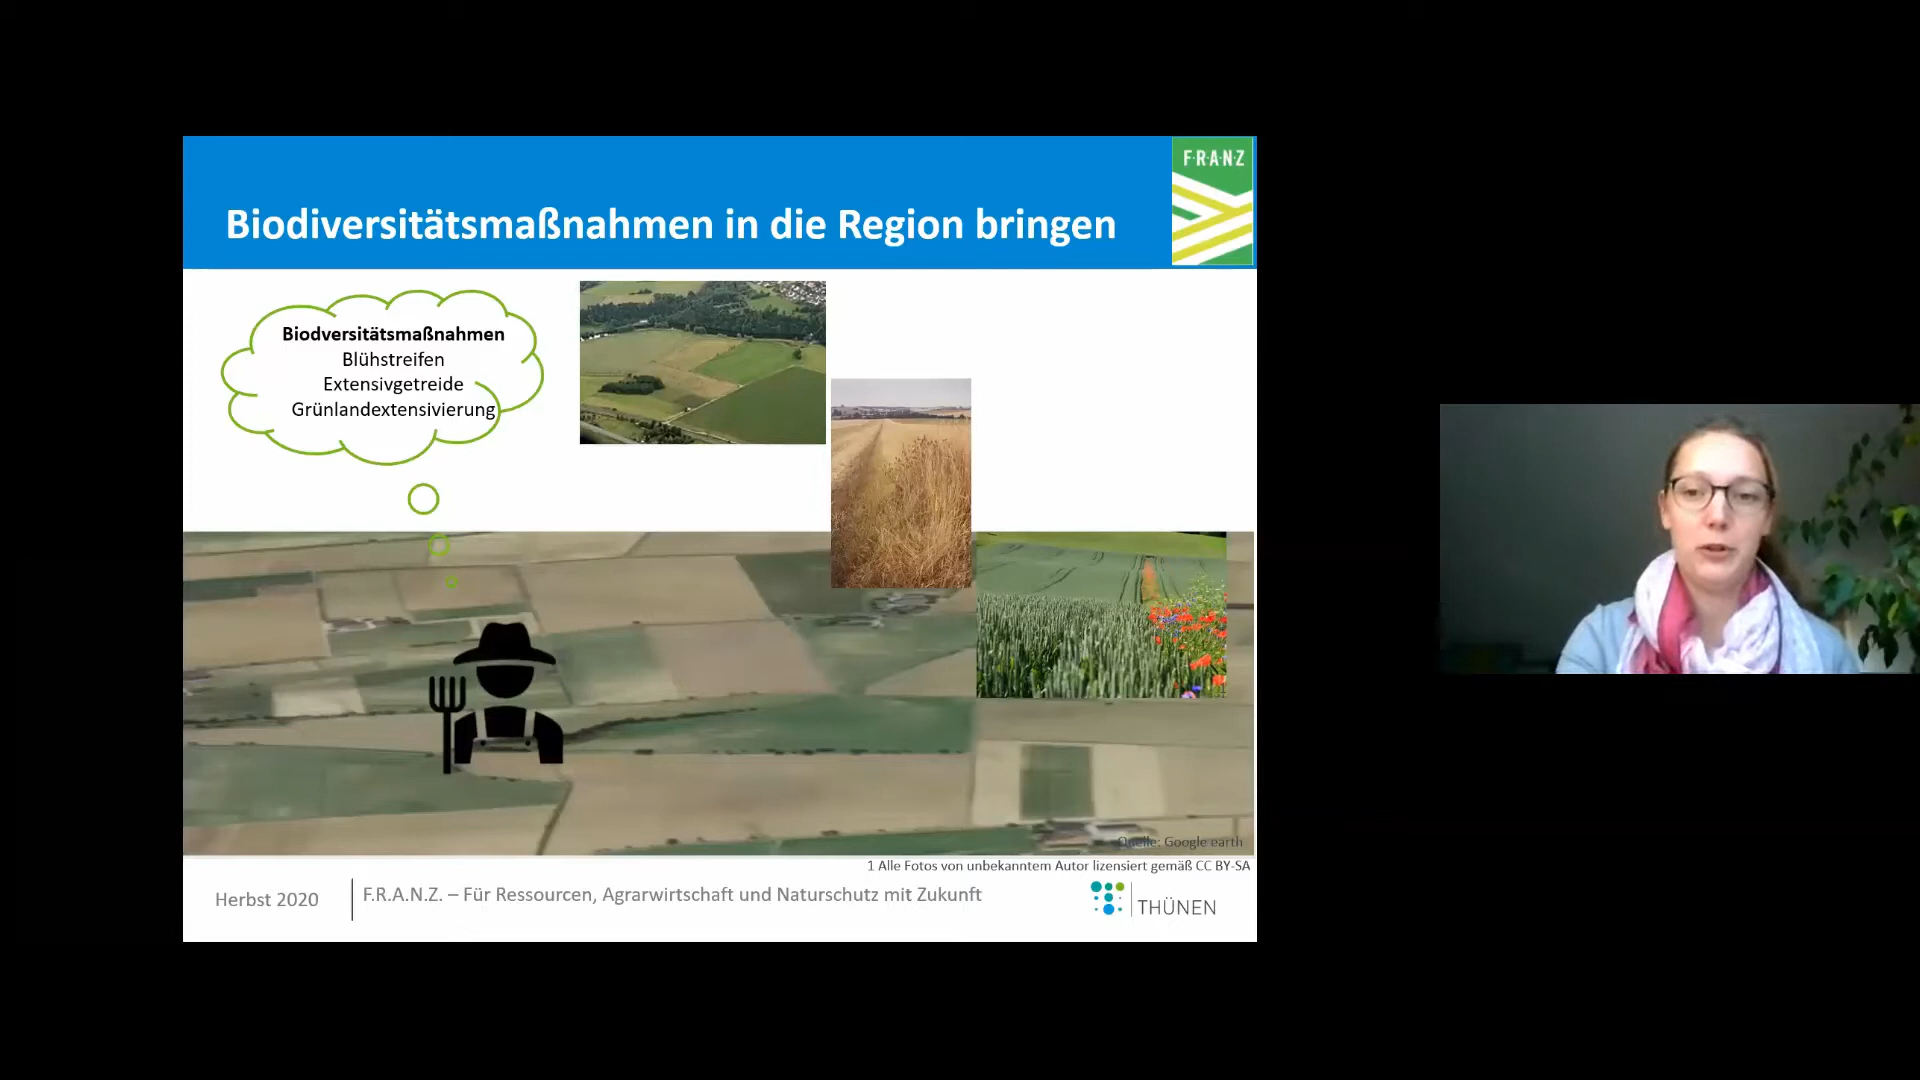 F·R·A·N·Z
Biodiversitätsmaßnahmen in die Region bringen
Biodversitätsmaßnahmen
Blühstreifen
Extensivgetreide
Grünlandextensivierung
Quelle: Google earth
1 Alle Fotos von unbekanntem Autor lizensiert gemäß CC BY-SA
Herbst 2020
F.R.A.N.Z. – Für Ressourcen, Agrarwirtschaft und Naturschutz mit Zukunft
THÜNEN